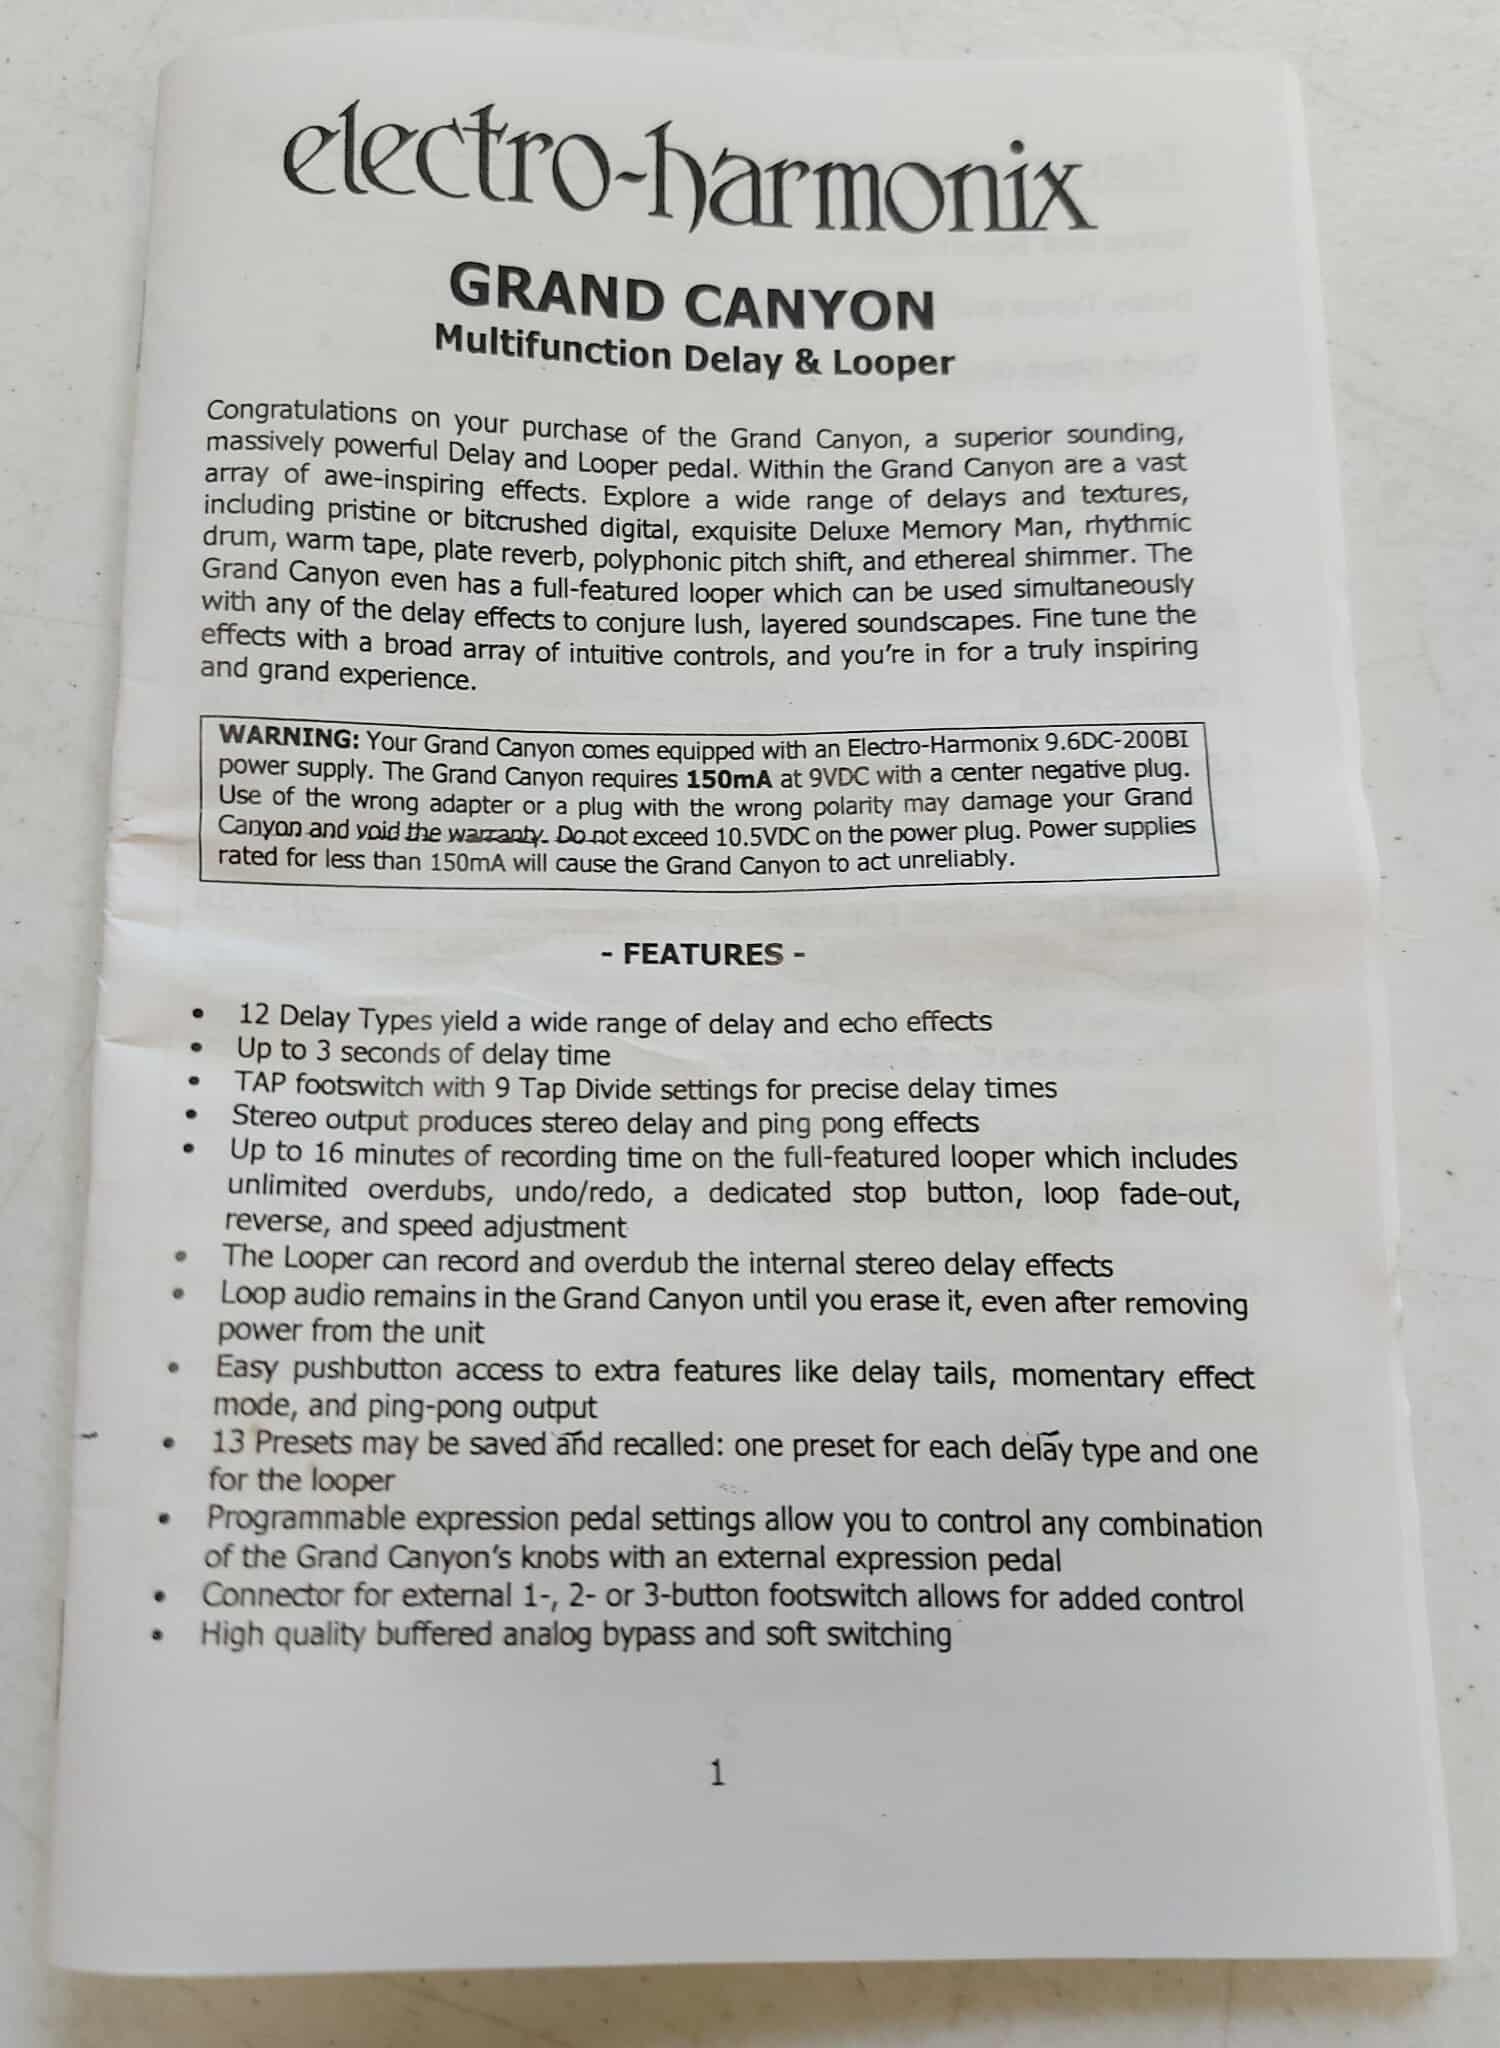 electro-harmonix
GRAND CANYON
Multifunction Delay & Looper
Congratulations on your purchase of the Grand Canyon, a superior sounding,
massively powerful Delay and Looper pedal. Within the Grand Canyon are a vast
array of awe-inspiring effects. Explore a wide range of delays and textures,
including pristine or bitcrushed digital, exquisite Deluxe Memory Man, rhythmic
drum, warm tape, plate reverb, polyphonic pitch shift, and ethereal shimmer. The
Grand Canyon even has a full-featured looper which can be used simultaneously
with any of the delay effects to conjure lush, layered soundscapes. Fine tune the
effects with a broad array of intuitive controls, and you're in for a truly inspiring
and grand experience.
WARNING: Your Grand Canyon comes equipped with an Electro-Harmonix 9.6DC-200BI
power supply. The Grand Canyon requires 150mA at 9VDC with a center negative plug.
Use of the wrong adapter or a plug with the wrong polarity may damage your Grand
Canyon and void the warranty. Do not exceed 10.5VDC on the power plug. Power supplies
rated for less than 150mA will cause the Grand Canyon to act unreliably.
- FEATURES -
• 12 Delay Types yield a wide range of delay and echo effects
• Up to 3 seconds of delay time
• TAP footswitch with 9 Tap Divide settings for precise delay times
• Stereo output produces stereo delay and ping pong effects
• Up to 16 minutes of recording time on the full-featured looper which includes
unlimited overdubs, undo/redo, a dedicated stop button, loop fade-out,
reverse, and speed adjustment
• The Looper can record and overdub the internal stereo delay effects
• Loop audio remains in the Grand Canyon until you erase it, even after removing
power from the unit
• Easy pushbutton access to extra features like delay tails, momentary effect
mode, and ping-pong output
• 13 Presets may be saved and recalled: one preset for each delay type and one
for the looper
• Programmable expression pedal settings allow you to control any combination
of the Grand Canyon's knobs with an external expression pedal
• Connector for external 1-, 2- or 3-button footswitch allows for added control
• High quality buffered analog bypass and soft switching
1